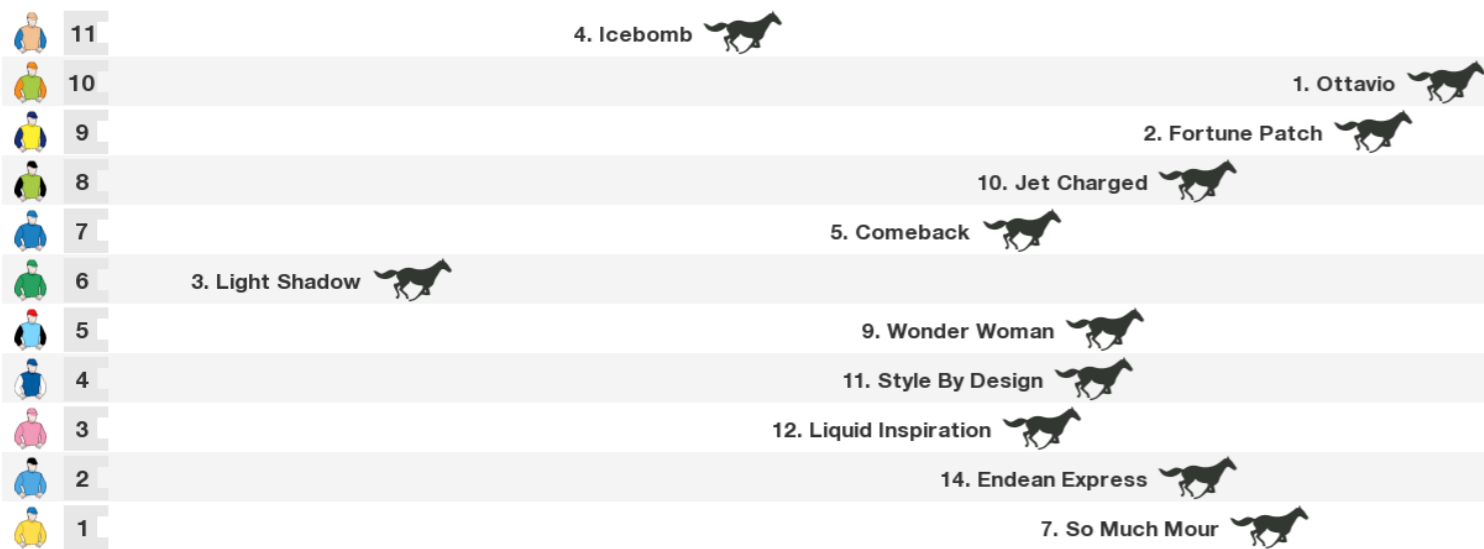 11 4. Icebomb
10 1. Ottavio
9 2. Fortune Patch
8 10. Jet Charged
7 5. Comeback
6 3. Light Shadow
5 9. Wonder Woman
4 11. Style By Design
3 12. Liquid Inspiration
2 14. Endean Express
1 7. So Much Mour